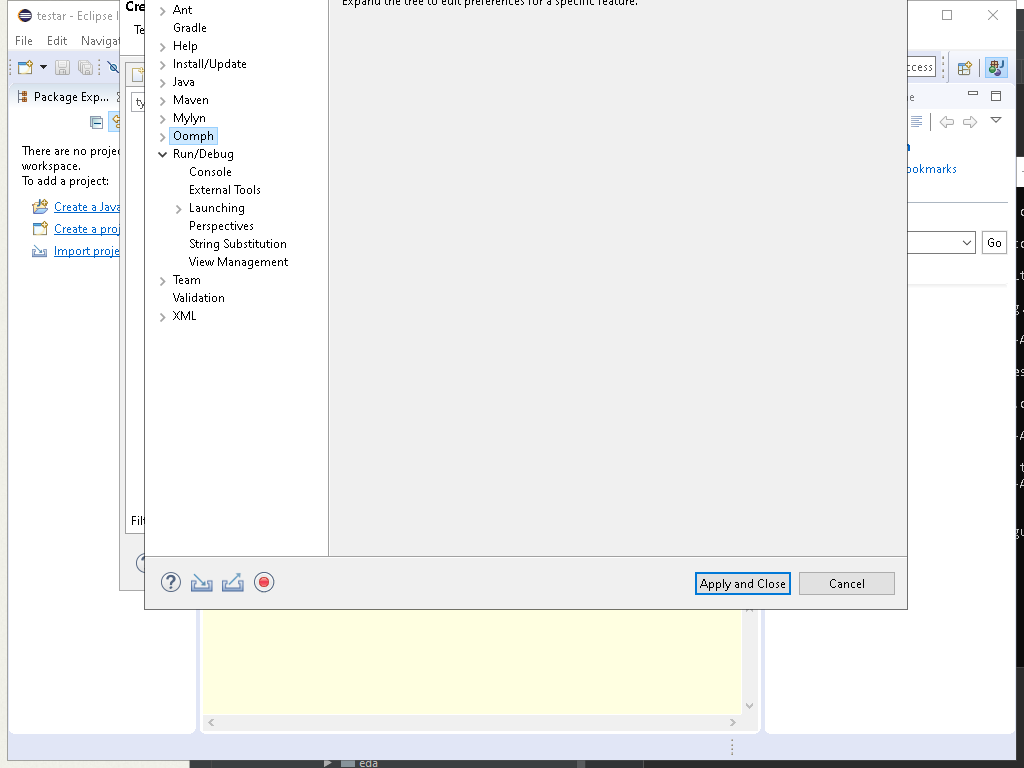 testar - Eclipse I
File Edit Navigat
Cre
Te
Expand the tree to edit preferences for a specific feature.
Ant
Gradle
Help
Install/Update
Java
Maven
Mylyn
Oomph
Run/Debug
Console
External Tools
Launching
Perspectives
String Substitution
View Management
Team
Validation
XML
Package Exp...
ty
There are no projec
workspace.
To add a project:
Create a Java
Create a proj
Import proje
Filt
cess
ookmarks
Go
Apply and Close
Cancel
eda